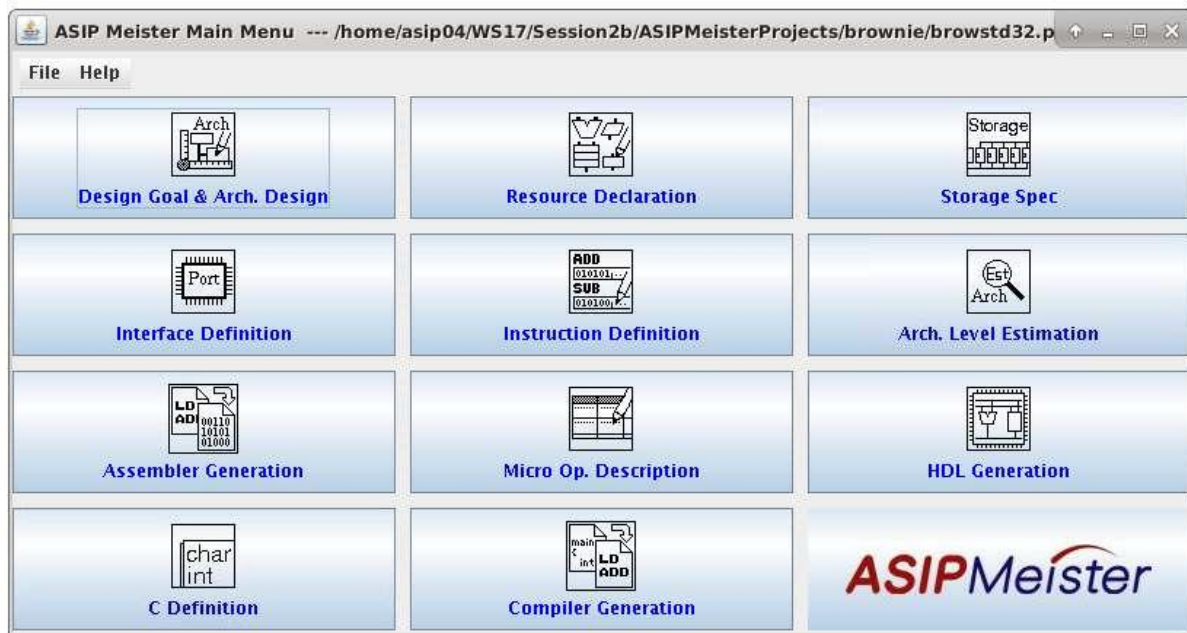 ASIP Meister Main Menu --- /home/asip04/WS17/Session2b/ASIPMeisterProjects/brownie/browstd32.p
File Help
Arch
Design Goal & Arch. Design
Resource Declaration
Storage
Storage Spec
Port
Interface Definition
ADD
010101
SUB
010100
Instruction Definition
Est
Arch
Arch. Level Estimation
LD
AD
00110
10101
01000
Assembler Generation
Micro Op. Description
HDL Generation
char
int
C Definition
main
{
int
LD
ADD
Compiler Generation
ASIPMeister